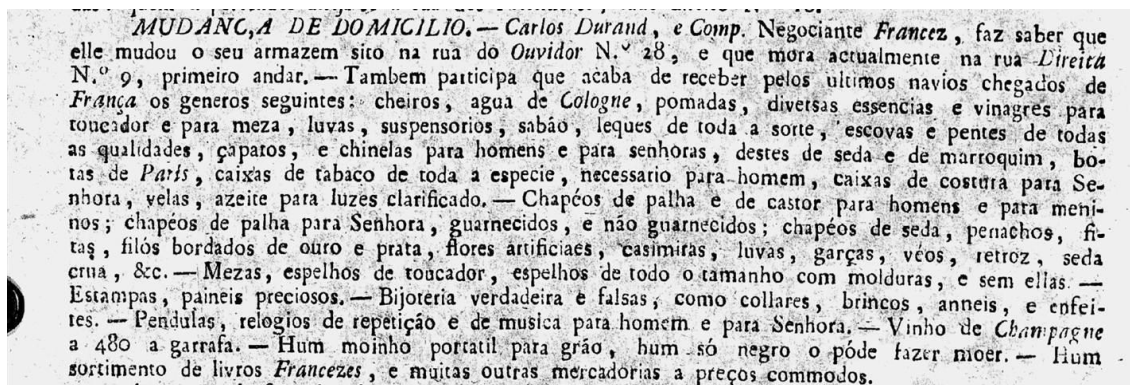 MUDANC,A DE DOMICILIO. — Carlos Durand, e Comp. Negociante Francez, faz saber que
elle mudou o seu armazem sito na rua do Ouvidor N.º 28, e que mora actualmente na rua Direita
N.º 9, primeiro andar. — Tambem participa que acaba de receber pelos ultimos navios chegados de
França os generos seguintes: cheiros, agua de Cologne, pomadas, diversas essencias e vinagres para
toucador e para meza, luvas, suspensorios, sabão, leques de toda a sorte, escovas e pentes de todas
as qualidades, çapatos, e chinelas para homens e para senhoras, destes de seda e de marroquim, bo-
tas de Paris, caixas de tabaco de toda a especie, necessario para homem, caixas de costura para Se-
nhora, velas, azeite para luzes clarificado. — Chapéos de palha e de castor para homens e para meni-
nos; chapéos de palha para Senhora, guarnecidos, e não guarnecidos; chapéos de seda, penachos, fi-
tas, filós bordados de ouro e prata, flores artificiaes, casimiras, luvas, garças, véos, retroz, seda
crua, &c. — Mezas, espelhos de toucador, espelhos de todo o tamanho com molduras, e sem ellas. —
Estampas, paineis preciosos. — Bijoteria verdadeira e falsas, como collares, brincos, anneis, e enfei-
tes. — Pendulas, relogios de repetição e de musica para homem e para Senhora. — Vinho de Champagne
a 480 a garrafa. — Hum moinho portatil para grão, hum só negro o póde fazer moer. — Hum
sortimento de livros Francezes, e muitas outras mercadorias a preços commodos.